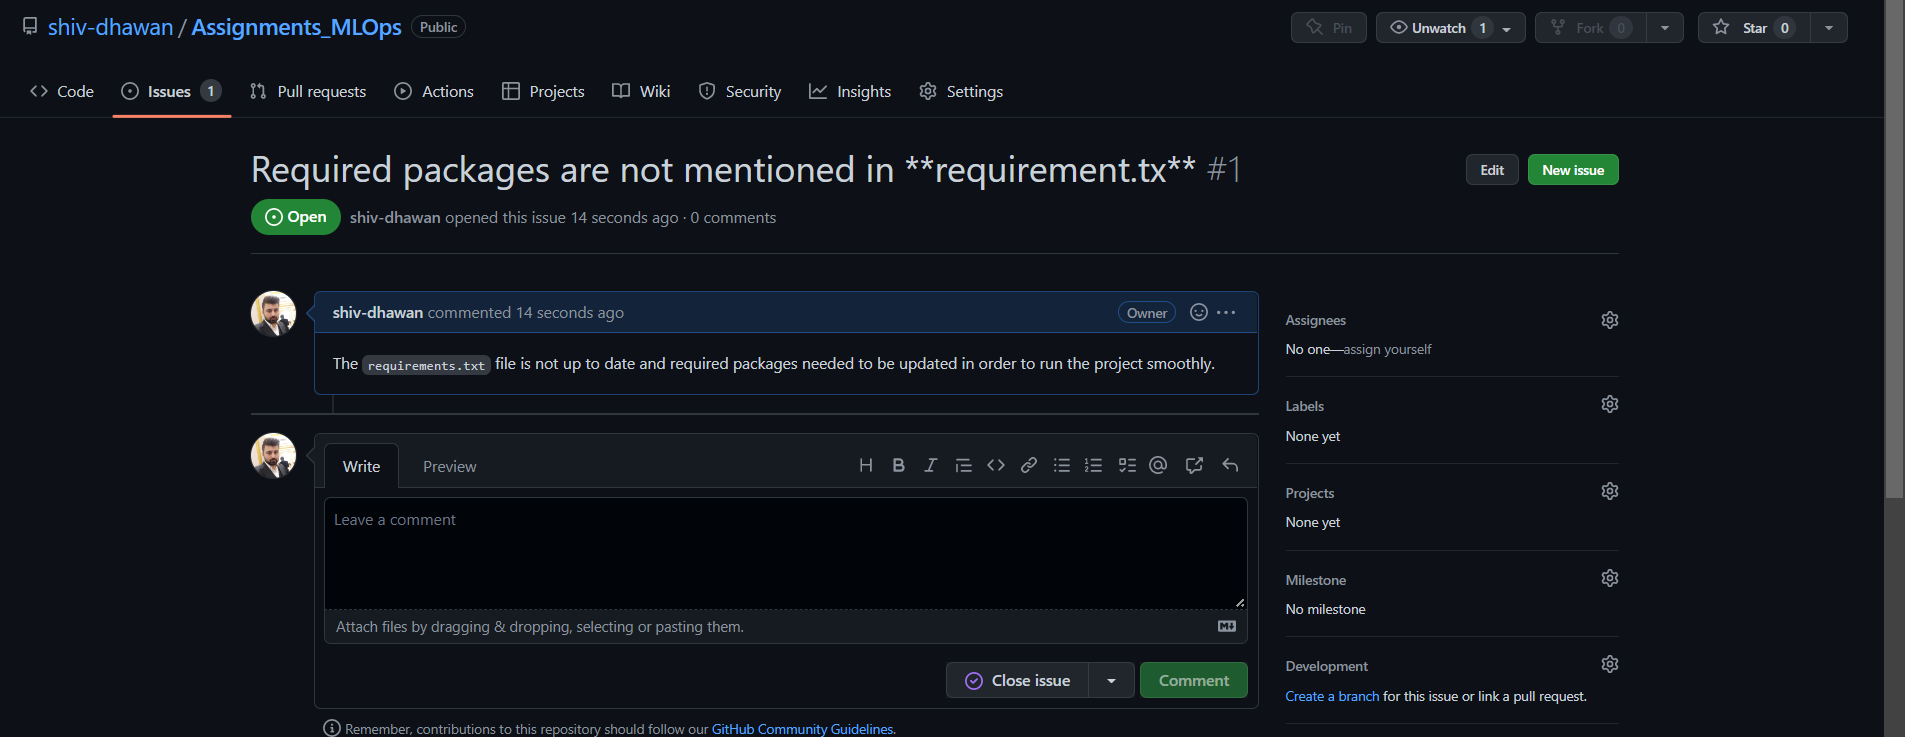 shiv-dhawan / Assignments_MLOps Public
Pin Unwatch 1 Fork 0 Star 0
Code Issues 1 Pull requests Actions Projects Wiki Security Insights Settings
Required packages are not mentioned in **requirement.tx** #1
Edit New issue
Open shiv-dhawan opened this issue 14 seconds ago · 0 comments
shiv-dhawan commented 14 seconds ago Owner
The requirements.txt file is not up to date and required packages needed to be updated in order to run the project smoothly.
Write Preview
Leave a comment
Attach files by dragging & dropping, selecting or pasting them.
Close issue Comment
Remember, contributions to this repository should follow our GitHub Community Guidelines.
Assignees
No one—assign yourself
Labels
None yet
Projects
None yet
Milestone
No milestone
Development
Create a branch for this issue or link a pull request.